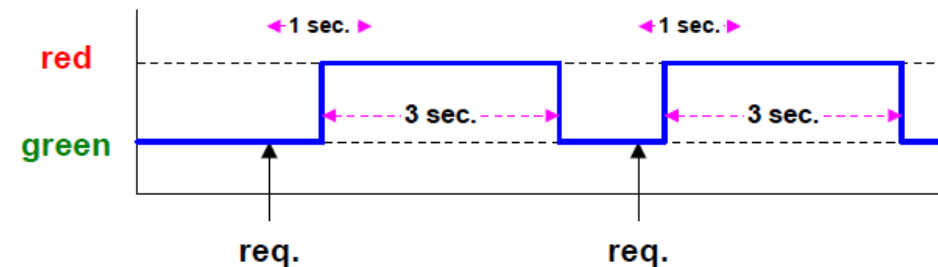 1 sec. 1 sec.
red
3 sec. 3 sec.
green
req. req.